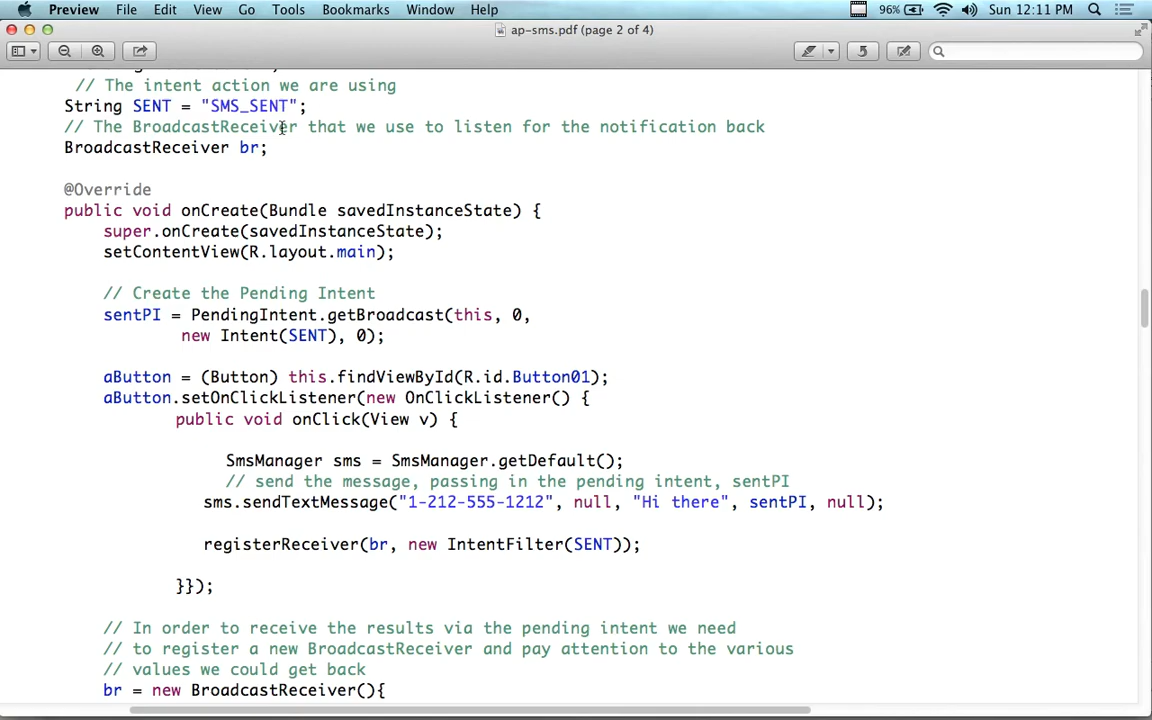 Preview File Edit View Go Tools Bookmarks Window Help 96% Sun 12:11 PM
ap-sms.pdf (page 2 of 4)
// The intent action we are using
String SENT = "SMS_SENT";
// The BroadcastReceiver that we use to listen for the notification back
BroadcastReceiver br;
@Override
public void onCreate(Bundle savedInstanceState) {
super.onCreate(savedInstanceState);
setContentView(R.layout.main);
// Create the Pending Intent
sentPI = PendingIntent.getBroadcast(this, 0,
new Intent(SENT), 0);
aButton = (Button) this.findViewById(R.id.Button01);
aButton.setOnClickListener(new OnClickListener() {
public void onClick(View v) {
SmsManager sms = SmsManager.getDefault();
// send the message, passing in the pending intent, sentPI
sms.sendTextMessage("1-212-555-1212", null, "Hi there", sentPI, null);
registerReceiver(br, new IntentFilter(SENT));
}});
// In order to receive the results via the pending intent we need
// to register a new BroadcastReceiver and pay attention to the various
// values we could get back
br = new BroadcastReceiver(){